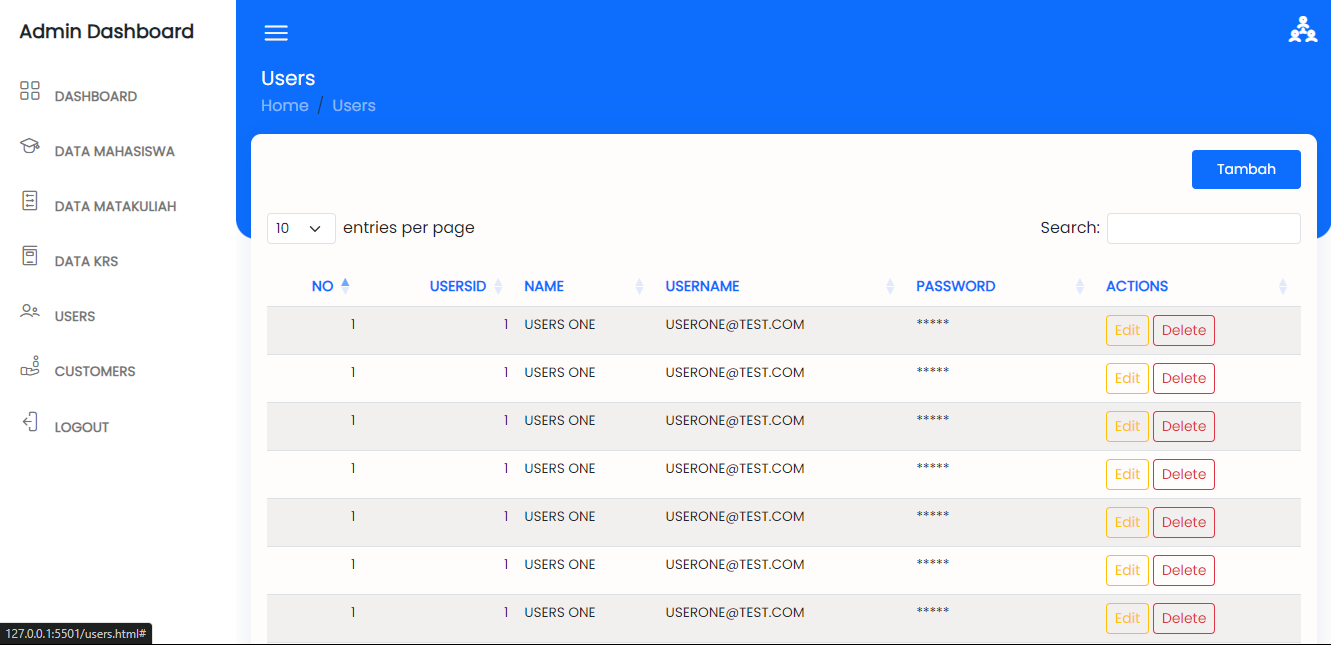 Admin Dashboard
DASHBOARD
DATA MAHASISWA
DATA MATAKULIAH
DATA KRS
USERS
CUSTOMERS
LOGOUT
Users
Home / Users
Tambah
10 entries per page
Search:
NO USERSID NAME USERNAME PASSWORD ACTIONS
1 1 USERS ONE USERONE@TEST.COM ***** Edit Delete
1 1 USERS ONE USERONE@TEST.COM ***** Edit Delete
1 1 USERS ONE USERONE@TEST.COM ***** Edit Delete
1 1 USERS ONE USERONE@TEST.COM ***** Edit Delete
1 1 USERS ONE USERONE@TEST.COM ***** Edit Delete
1 1 USERS ONE USERONE@TEST.COM ***** Edit Delete
1 1 USERS ONE USERONE@TEST.COM ***** Edit Delete
127.0.0.1:5501/users.html#